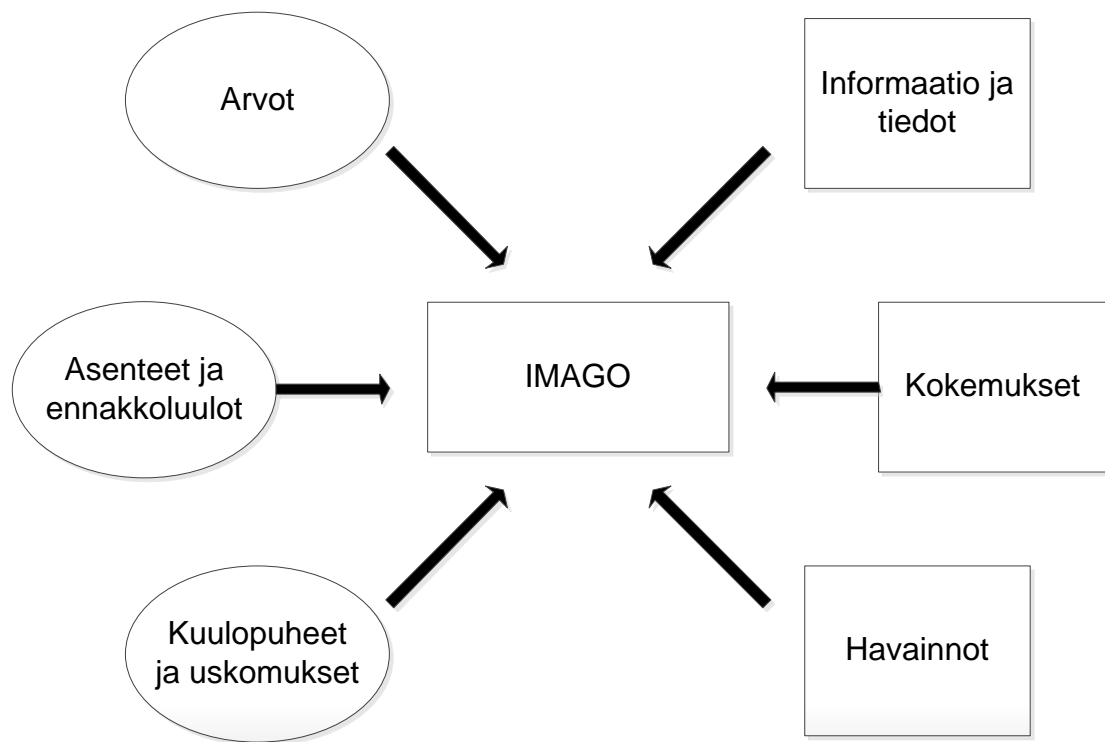 Arvot
Informaatio ja
tiedot
Asenteet ja
ennakkoluulot
IMAGO
Kokemukset
Kuulopuheet
ja uskomukset
Havainnot